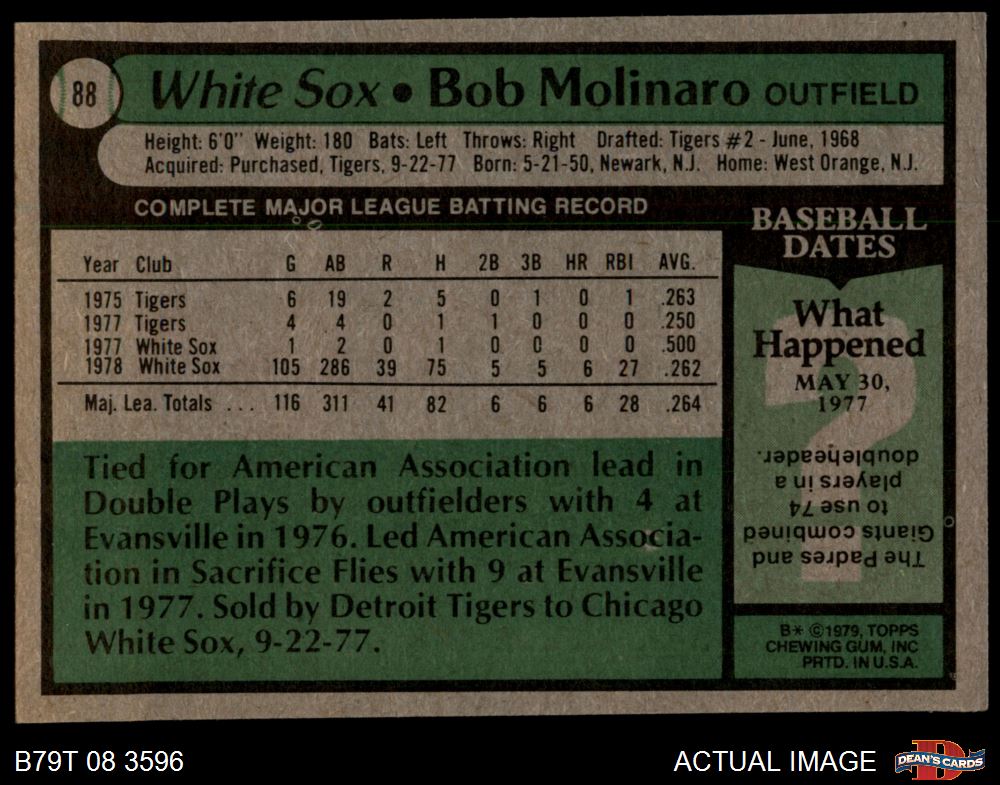 88
White Sox • Bob Molinaro OUTFIELD
Height: 6'0" Weight: 180 Bats: Left Throws: Right Drafted: Tigers #2 - June, 1968
Acquired: Purchased, Tigers, 9-22-77 Born: 5-21-50, Newark, N.J. Home: West Orange, N.J.
COMPLETE MAJOR LEAGUE BATTING RECORD
Year Club G AB R H 2B 3B HR RBI AVG.
1975 Tigers 6 19 2 5 0 1 0 1 .263
1977 Tigers 4 4 0 1 1 0 0 0 .250
1977 White Sox 1 2 0 1 0 0 0 0 .500
1978 White Sox 105 286 39 75 5 5 6 27 .262
Maj. Lea. Totals ... 116 311 41 82 6 6 6 28 .264
Tied for American Association lead in
Double Plays by outfielders with 4 at
Evansville in 1976. Led American Associa-
tion in Sacrifice Flies with 9 at Evansville
in 1977. Sold by Detroit Tigers to Chicago
White Sox, 9-22-77.
BASEBALL
DATES
What
Happened
MAY 30,
1977
?
The Padres and
Giants combined
to use 74
players in a
doubleheader.
B* ©1979, TOPPS
CHEWING GUM, INC
PRTD. IN U.S.A.
B79T 08 3596
ACTUAL IMAGE
D
DEAN'S CARDS